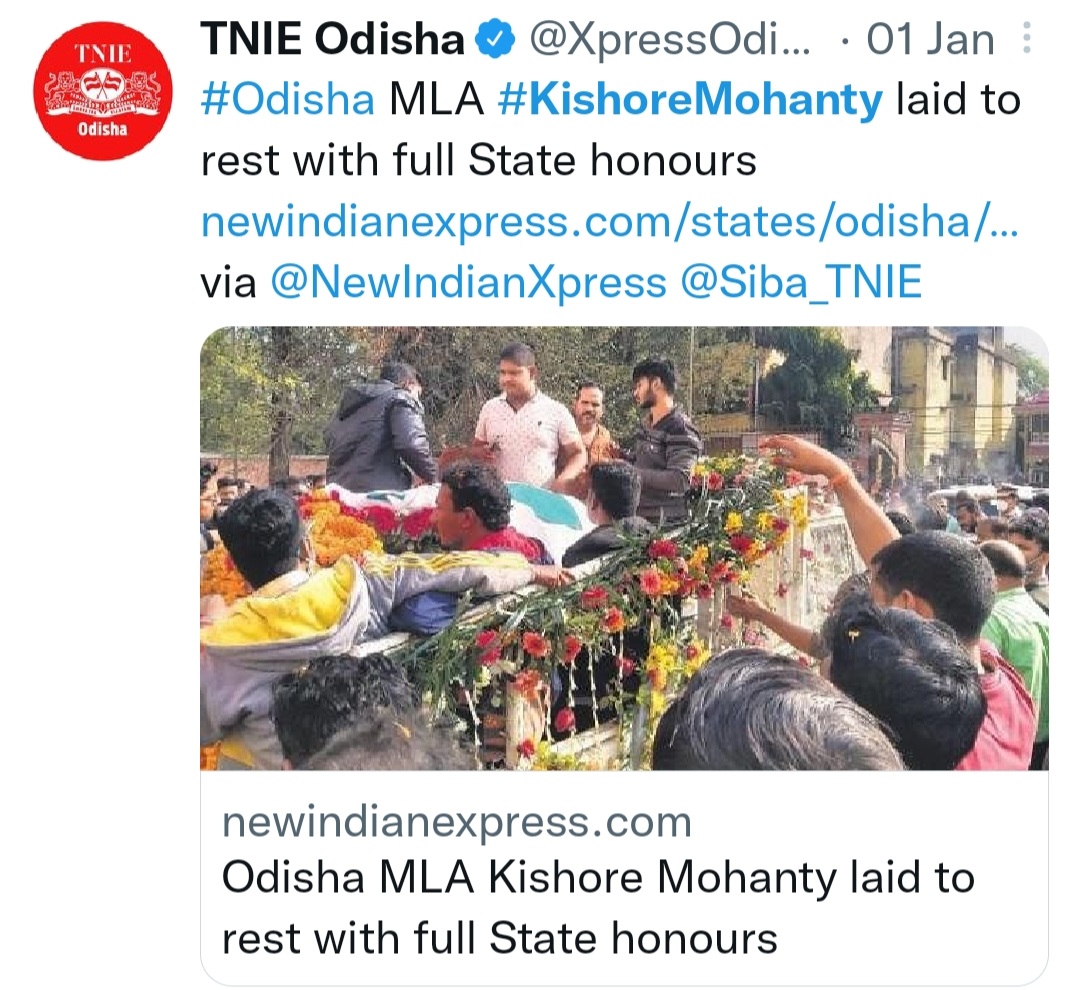 TNIE
Odisha
TNIE Odisha @XpressOdi... · 01 Jan
#Odisha MLA #KishoreMohanty laid to
rest with full State honours
newindianexpress.com/states/odisha/...
via @NewIndianXpress @Siba_TNIE
newindianexpress.com
Odisha MLA Kishore Mohanty laid to
rest with full State honours